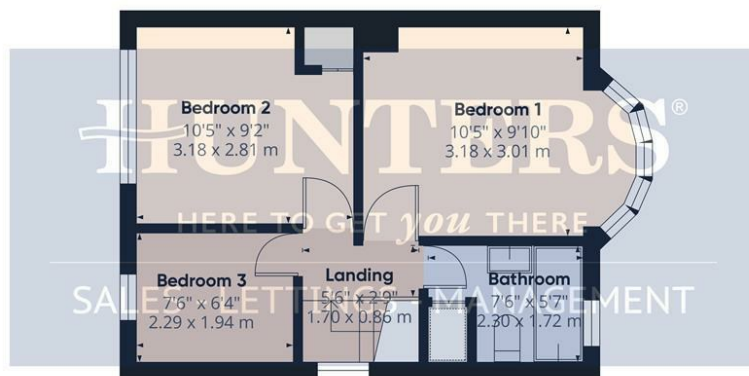 Bedroom 2
10'5" x 9'2"
3.18 x 2.81 m
Bedroom 1
10'5" x 9'10"
3.18 x 3.01 m
HUNTERS®
HERE TO GET you THERE
Bedroom 3
7'6" x 6'4"
2.29 x 1.94 m
Landing
5'6" x 2'9"
1.70 x 0.86 m
Bathroom
7'6" x 5'7"
2.30 x 1.72 m
SALES • LETTINGS • MANAGEMENT